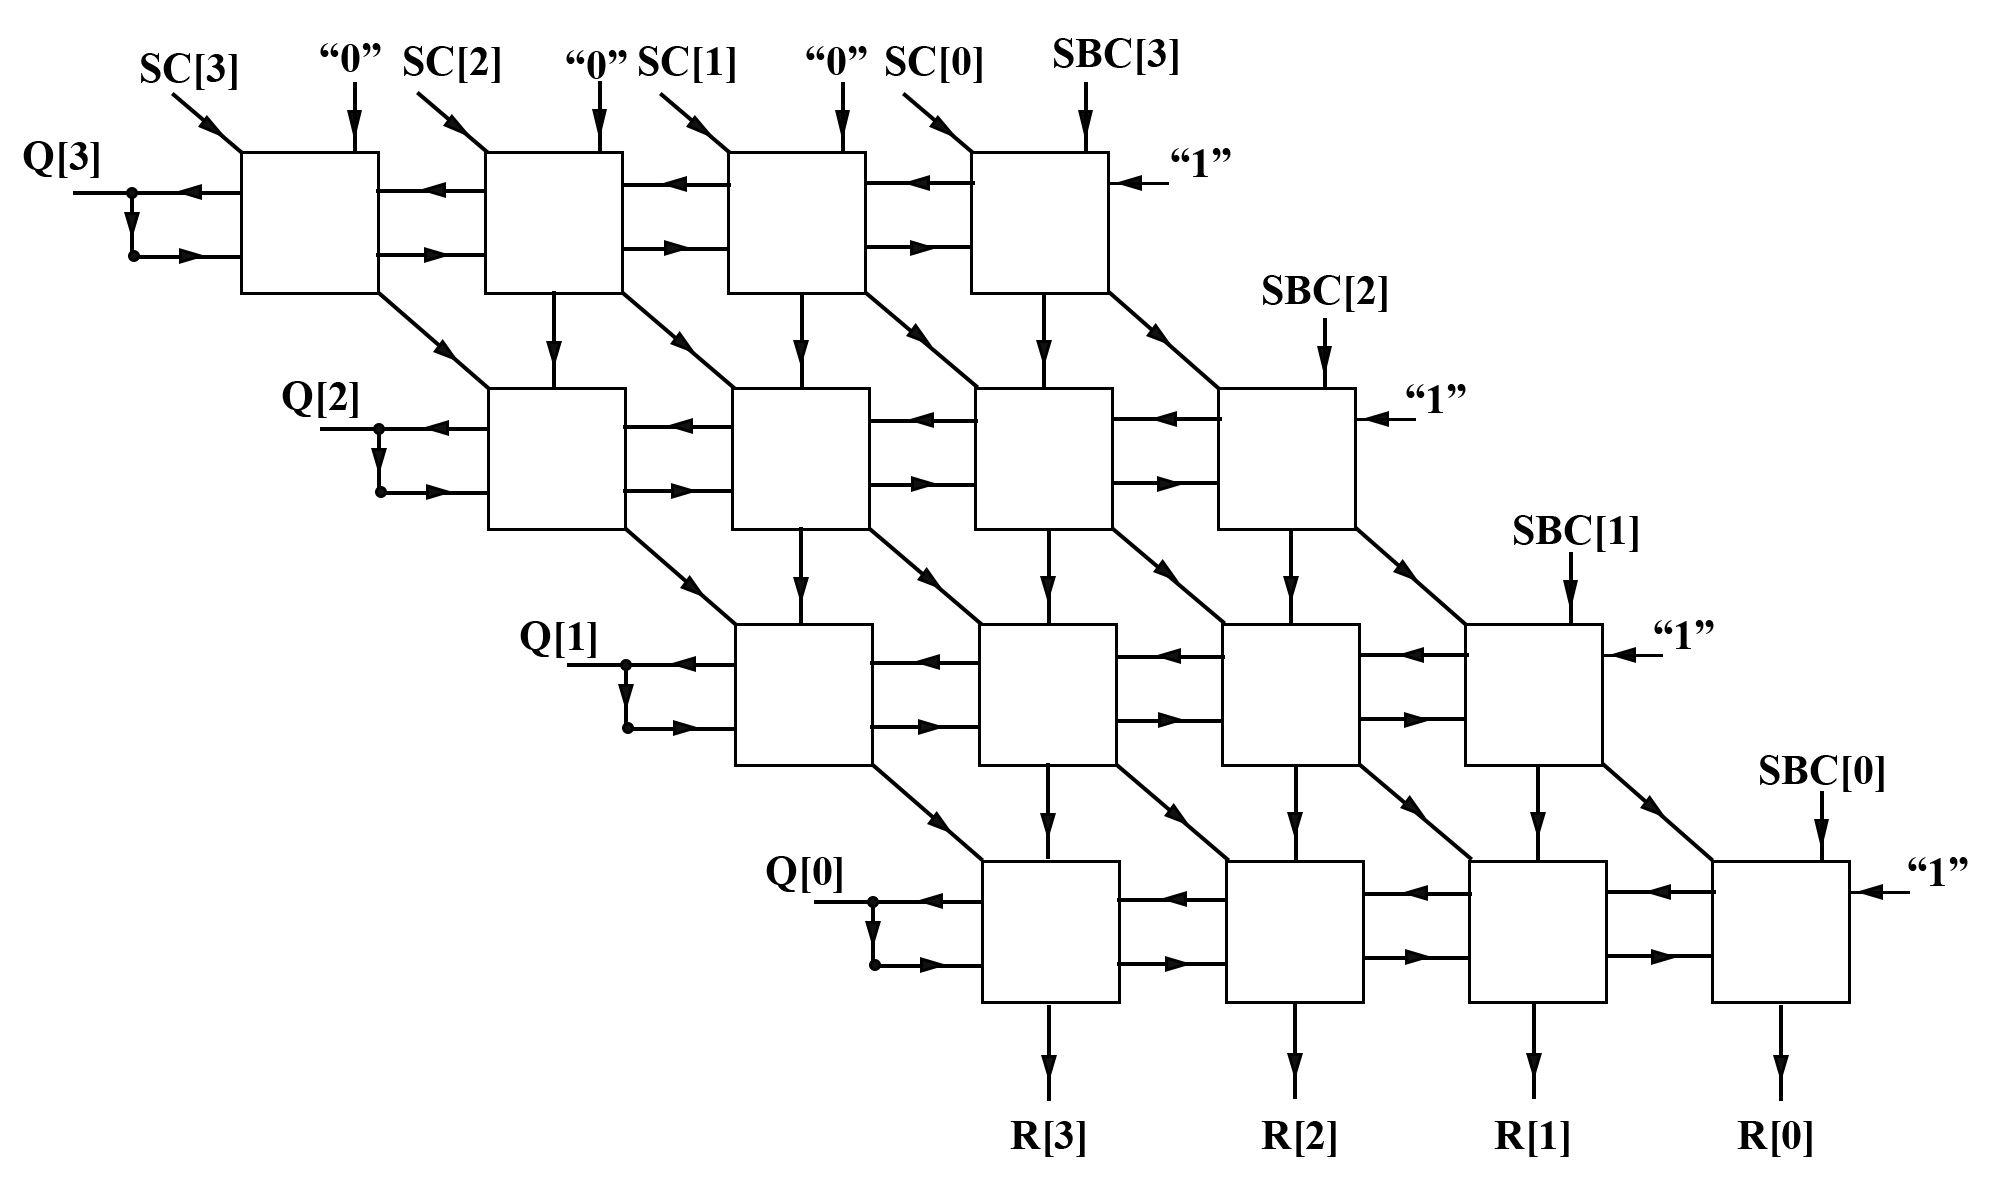 SC[3] “0” SC[2] “0” SC[1] “0” SC[0] SBC[3]
Q[3] “1”
SBC[2]
Q[2] “1”
SBC[1]
Q[1] “1”
SBC[0]
Q[0] “1”
R[3] R[2] R[1] R[0]